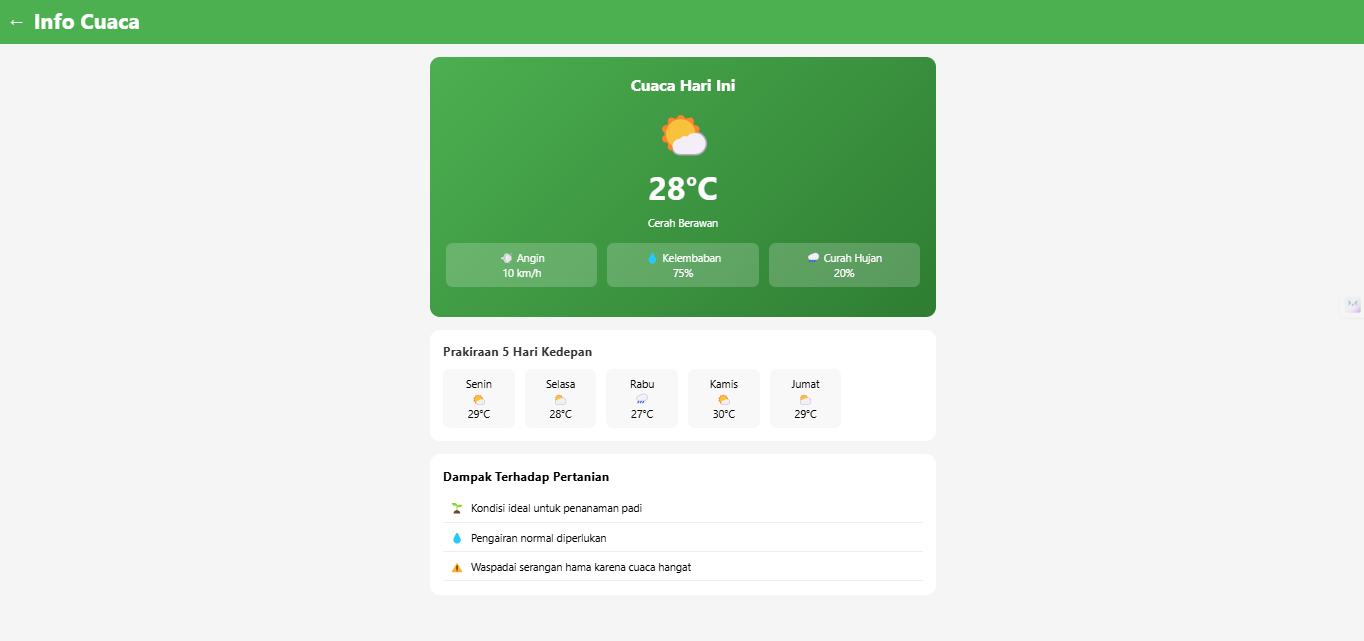 ← Info Cuaca
Cuaca Hari Ini
28°C
Cerah Berawan
Angin
10 km/h
Kelembaban
75%
Curah Hujan
20%
Prakiraan 5 Hari Kedepan
Senin
29°C
Selasa
28°C
Rabu
27°C
Kamis
30°C
Jumat
29°C
Dampak Terhadap Pertanian
Kondisi ideal untuk penanaman padi
Pengairan normal diperlukan
Waspadai serangan hama karena cuaca hangat